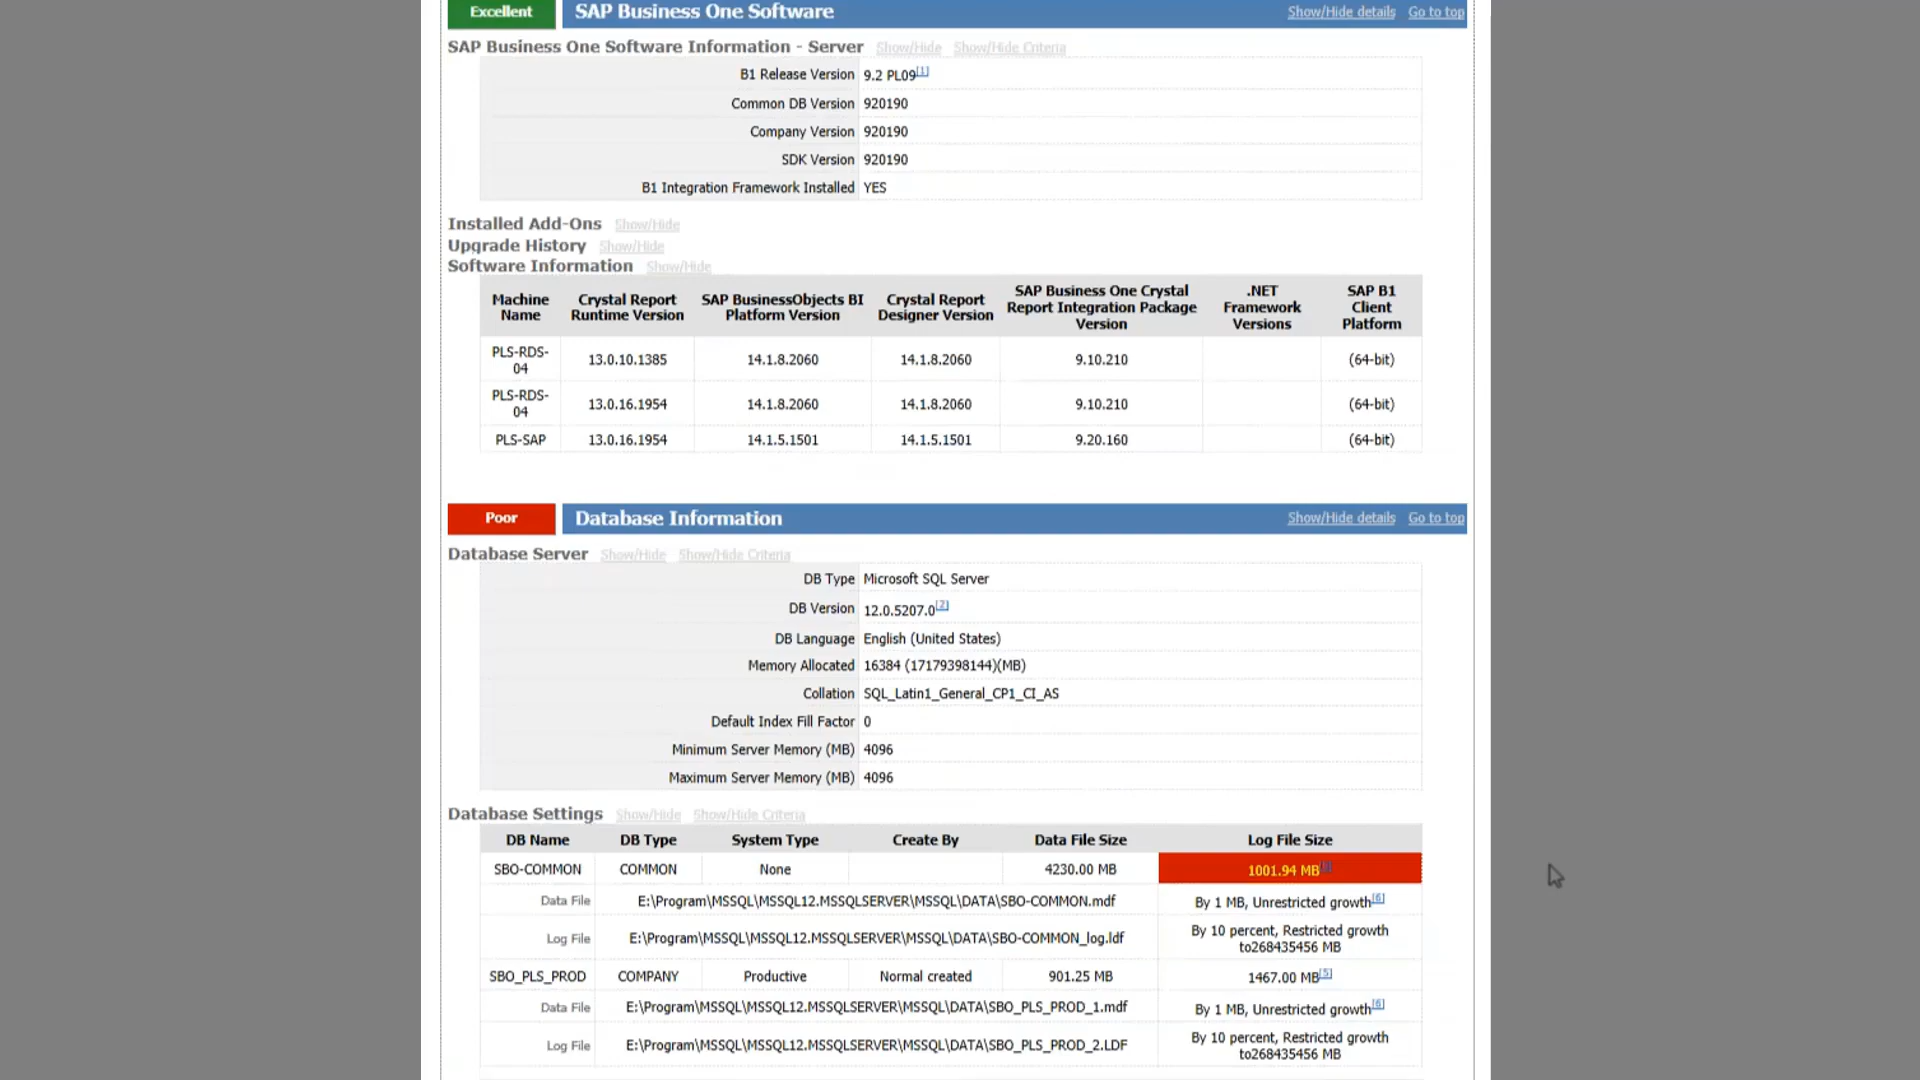 Excellent SAP Business One Software Show/Hide details Go to top
SAP Business One Software Information - Server Show/Hide Show/Hide Criteria
B1 Release Version 9.2 PL09[1]
Common DB Version 920190
Company Version 920190
SDK Version 920190
B1 Integration Framework Installed YES
Installed Add-Ons Show/Hide
Upgrade History Show/Hide
Software Information Show/Hide
Machine Name Crystal Report Runtime Version SAP BusinessObjects BI Platform Version Crystal Report Designer Version SAP Business One Crystal Report Integration Package Version .NET Framework Versions SAP B1 Client Platform
PLS-RDS-04 13.0.10.1385 14.1.8.2060 14.1.8.2060 9.10.210 (64-bit)
PLS-RDS-04 13.0.16.1954 14.1.8.2060 14.1.8.2060 9.10.210 (64-bit)
PLS-SAP 13.0.16.1954 14.1.5.1501 14.1.5.1501 9.20.160 (64-bit)
Poor Database Information Show/Hide details Go to top
Database Server Show/Hide Show/Hide Criteria
DB Type Microsoft SQL Server
DB Version 12.0.5207.0[2]
DB Language English (United States)
Memory Allocated 16384 (17179398144)(MB)
Collation SQL_Latin1_General_CP1_CI_AS
Default Index Fill Factor 0
Minimum Server Memory (MB) 4096
Maximum Server Memory (MB) 4096
Database Settings Show/Hide Show/Hide Criteria
DB Name DB Type System Type Create By Data File Size Log File Size
SBO-COMMON COMMON None 4230.00 MB 1001.94 MB
Data File E:\Program\MSSQL\MSSQL12.MSSQLSERVER\MSSQL\DATA\SBO-COMMON.mdf By 1 MB, Unrestricted growth[6]
Log File E:\Program\MSSQL\MSSQL12.MSSQLSERVER\MSSQL\DATA\SBO-COMMON_log.ldf By 10 percent, Restricted growth to268435456 MB
SBO_PLS_PROD COMPANY Productive Normal created 901.25 MB 1467.00 MB[5]
Data File E:\Program\MSSQL\MSSQL12.MSSQLSERVER\MSSQL\DATA\SBO_PLS_PROD_1.mdf By 1 MB, Unrestricted growth[6]
Log File E:\Program\MSSQL\MSSQL12.MSSQLSERVER\MSSQL\DATA\SBO_PLS_PROD_2.LDF By 10 percent, Restricted growth to268435456 MB